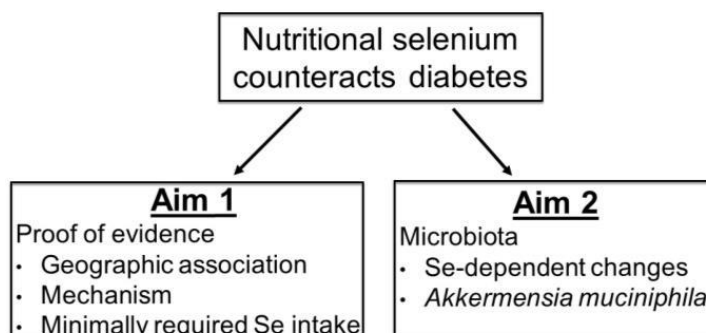 Nutritional selenium
counteracts diabetes
Aim 1
Proof of evidence
• Geographic association
• Mechanism
• Minimally required Se intake
Aim 2
Microbiota
• Se-dependent changes
• Akkermensia muciniphila